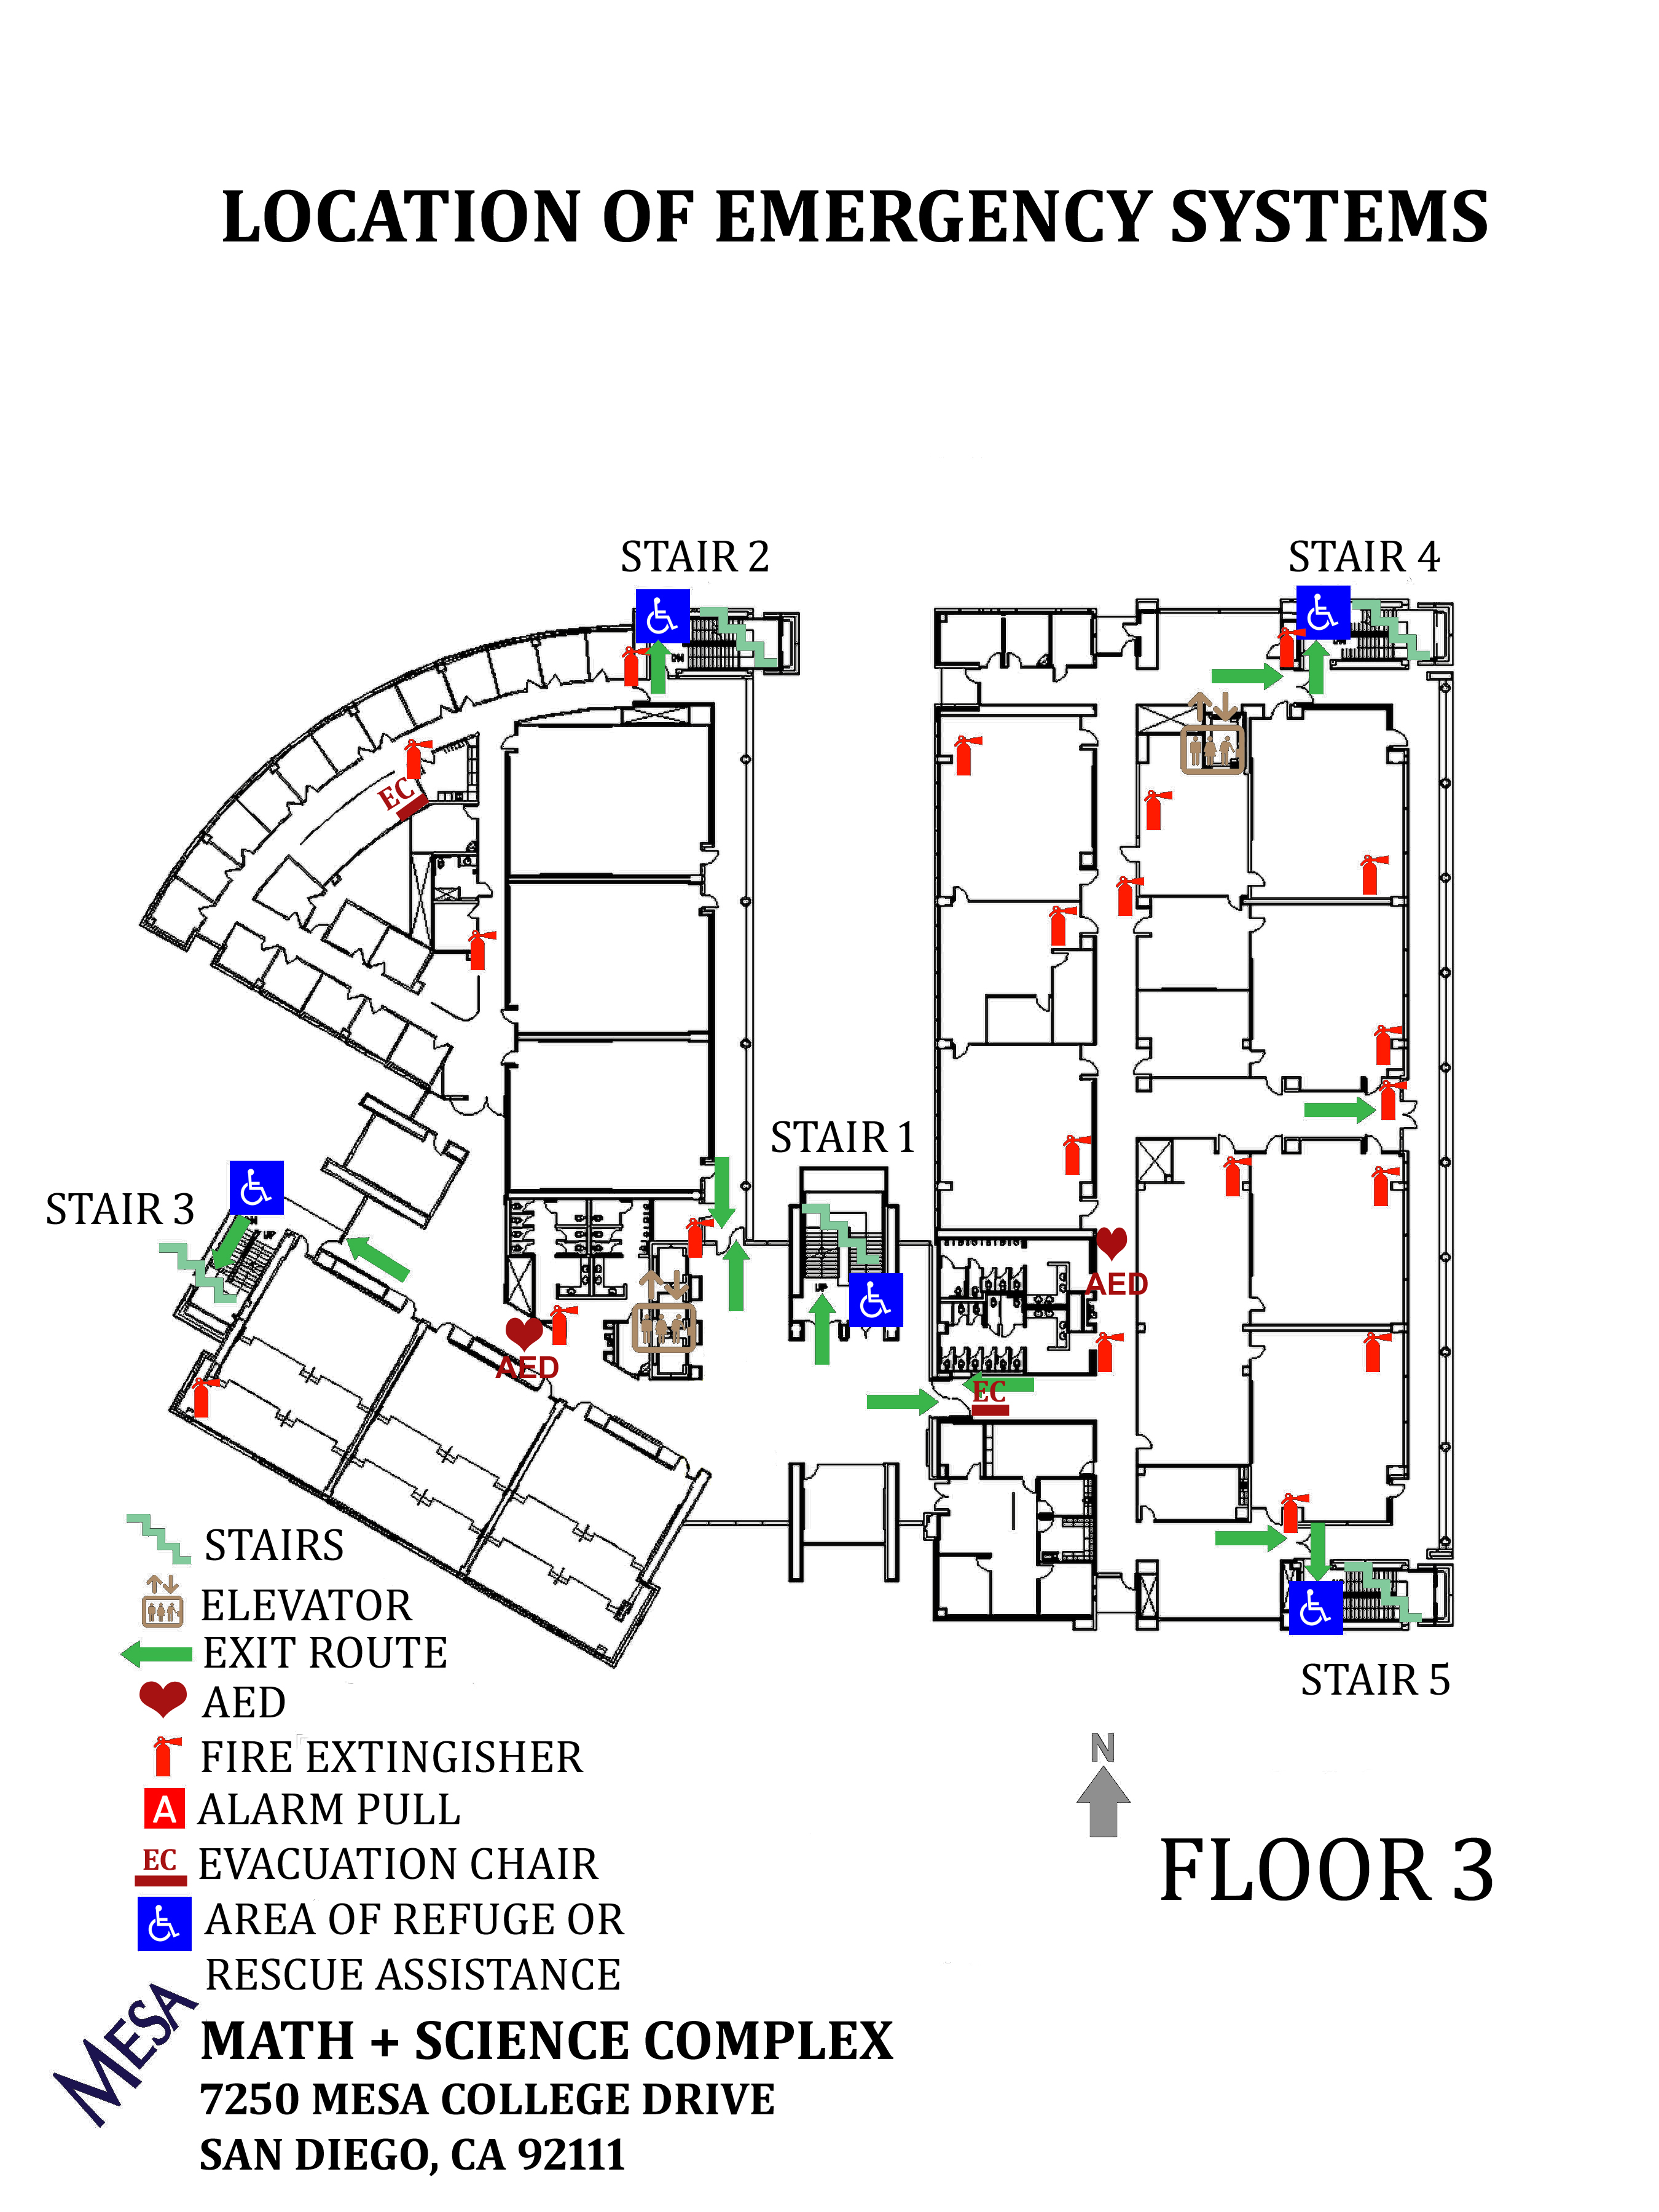 LOCATION OF EMERGENCY SYSTEMS
STAIR 2
STAIR 4
EC
STAIR 1
STAIR 3
AED
AED
EC
STAIR 5
STAIRS
ELEVATOR
EXIT ROUTE
AED
FIRE EXTINGISHER
A ALARM PULL
EC EVACUATION CHAIR
AREA OF REFUGE OR
RESCUE ASSISTANCE
N
FLOOR 3
MESA
MATH + SCIENCE COMPLEX
7250 MESA COLLEGE DRIVE
SAN DIEGO, CA 92111